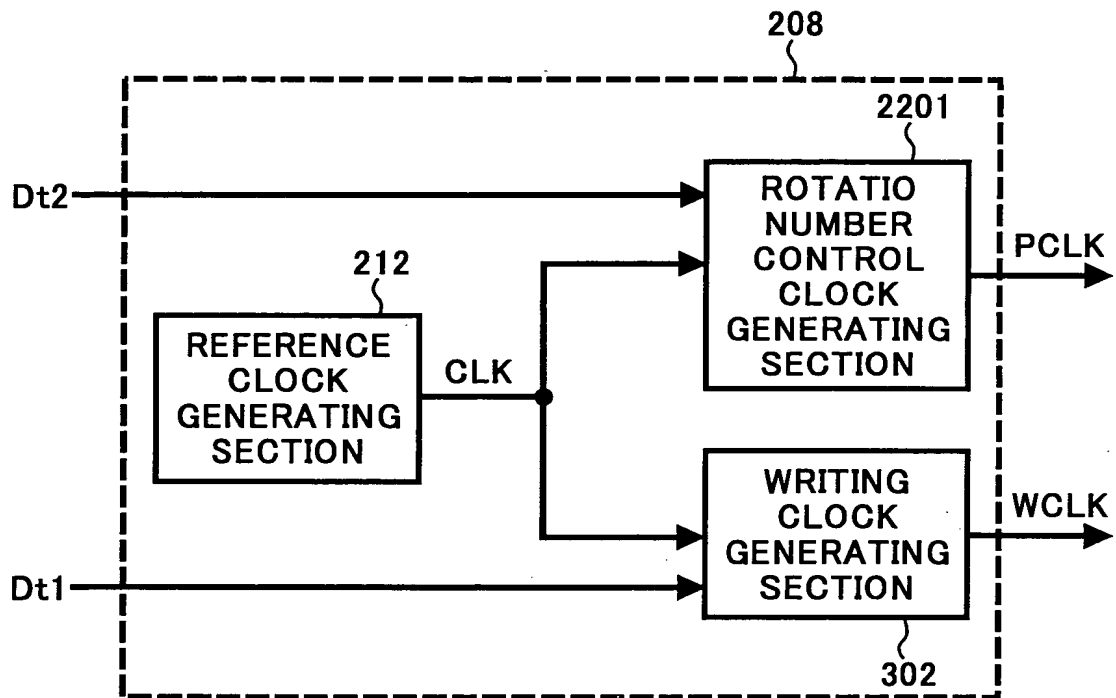 208
2201
Dt2
ROTATIO
NUMBER
CONTROL
CLOCK
GENERATING
SECTION
PCLK
212
REFERENCE
CLOCK
GENERATING
SECTION
CLK
WRITING
CLOCK
GENERATING
SECTION
WCLK
Dt1
302